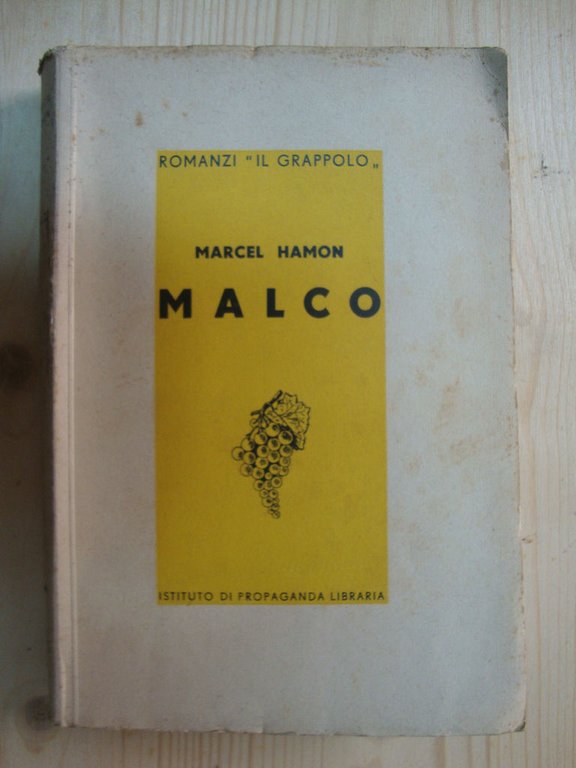 ROMANZI "IL GRAPPOLO„
MARCEL HAMON
MALCO
ISTITUTO DI PROPAGANDA LIBRARIA